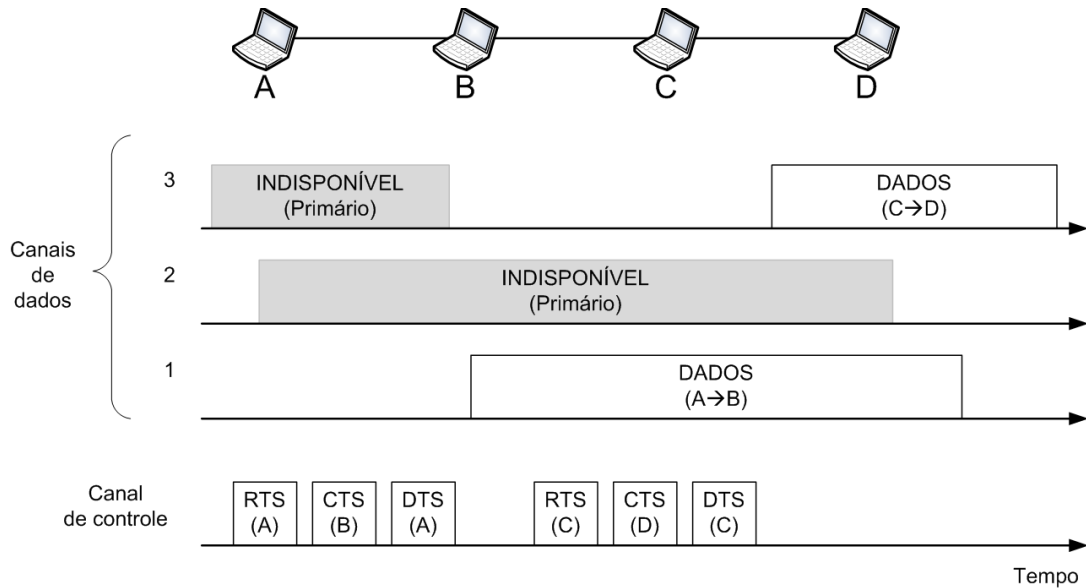 A
B
C
D
Canais
de
dados
3
INDISPONÍVEL
(Primário)
DADOS
(C→D)
2
INDISPONÍVEL
(Primário)
1
DADOS
(A→B)
Canal
de controle
RTS
(A)
CTS
(B)
DTS
(A)
RTS
(C)
CTS
(D)
DTS
(C)
Tempo